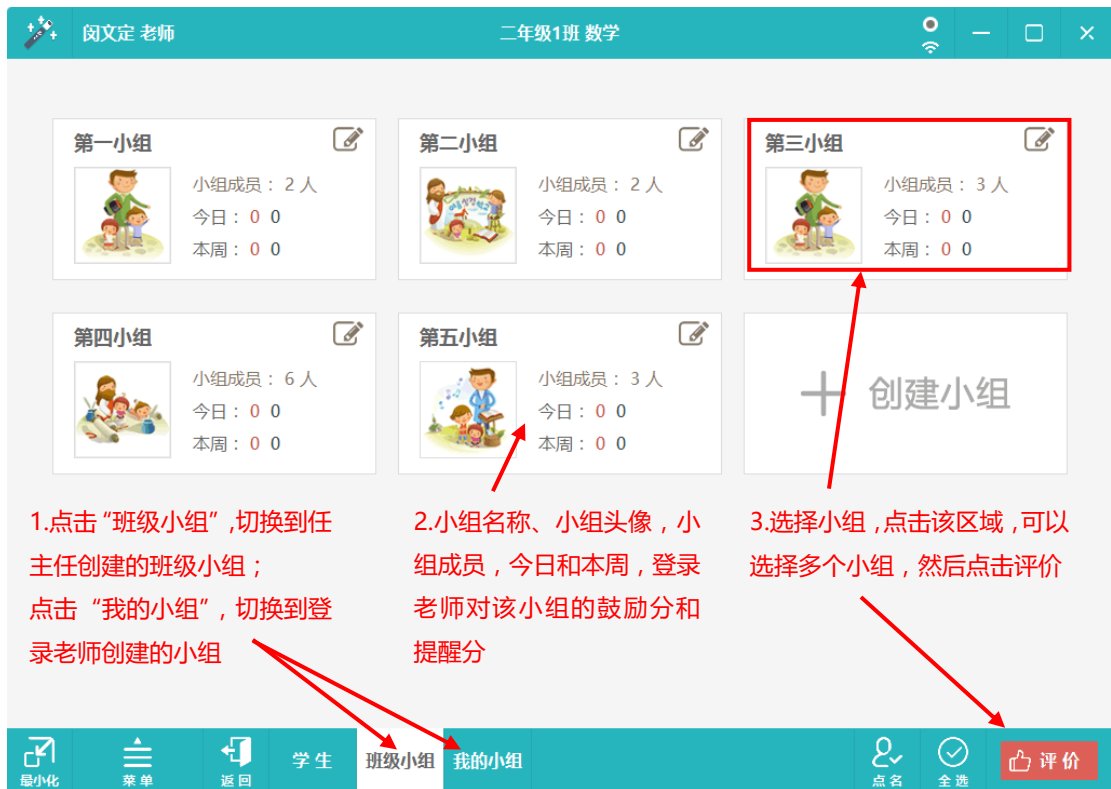 闵文定 老师
二年级1班 数学
第一小组
小组成员：2 人
今日：0 0
本周：0 0
第二小组
小组成员：2 人
今日：0 0
本周：0 0
第三小组
小组成员：3 人
今日：0 0
本周：0 0
第四小组
小组成员：6 人
今日：0 0
本周：0 0
第五小组
小组成员：3 人
今日：0 0
本周：0 0
创建小组
1.点击“班级小组”,切换到任
主任创建的班级小组；
点击“我的小组”，切换到登
录老师创建的小组
2.小组名称、小组头像，小
组成员，今日和本周，登录
老师对该小组的鼓励分和
提醒分
3.选择小组,点击该区域,可以
选择多个小组，然后点击评价
最小化
菜单
返回
学生
班级小组
我的小组
点名
全选
评价